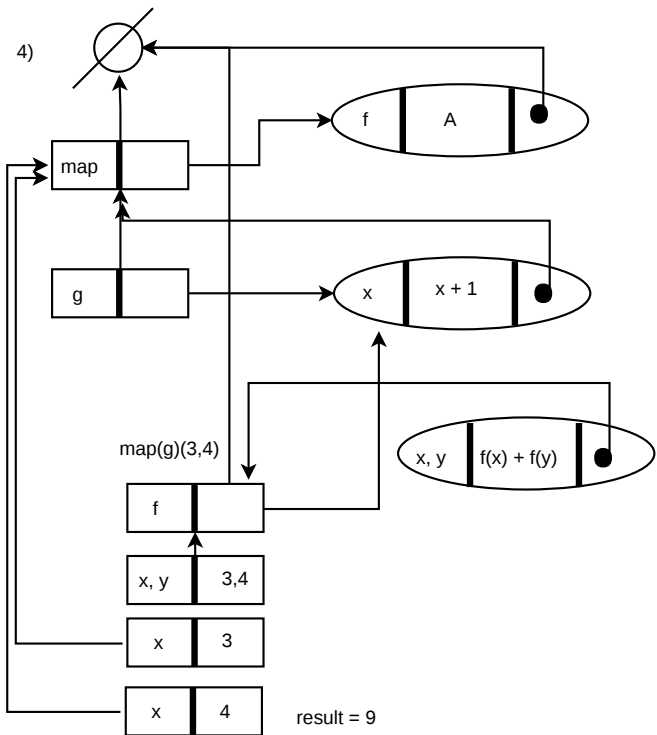 4)
f A
map
g
x x + 1
map(g)(3,4)
x, y f(x) + f(y)
f
x, y 3,4
x 3
x 4
result = 9